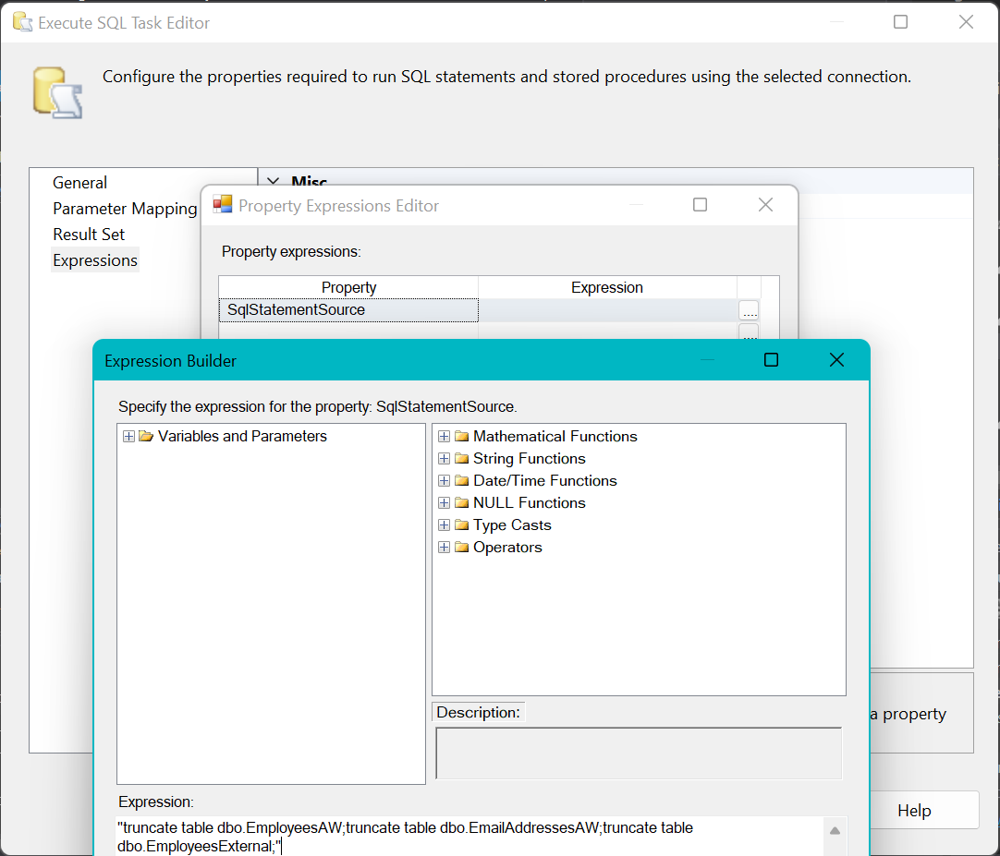 Execute SQL Task Editor
Configure the properties required to run SQL statements and stored procedures using the selected connection.
General
Parameter Mapping
Result Set
Expressions
Misc
Property Expressions Editor
Property expressions:
Property Expression
SqlStatementSource ....
....
Expression Builder
Specify the expression for the property: SqlStatementSource.
Variables and Parameters
Mathematical Functions
String Functions
Date/Time Functions
NULL Functions
Type Casts
Operators
Description:
a property
Expression:
"truncate table dbo.EmployeesAW;truncate table dbo.EmailAddressesAW;truncate table
dbo.EmployeesExternal;"
Help